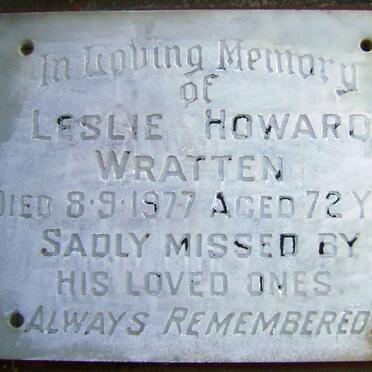 In Loving Memory
of
LESLIE HOWARD
WRATTEN
DIED 8·9·1977 AGED 72 Y
SADLY MISSED BY
HIS LOVED ONES.
ALWAYS REMEMBERED